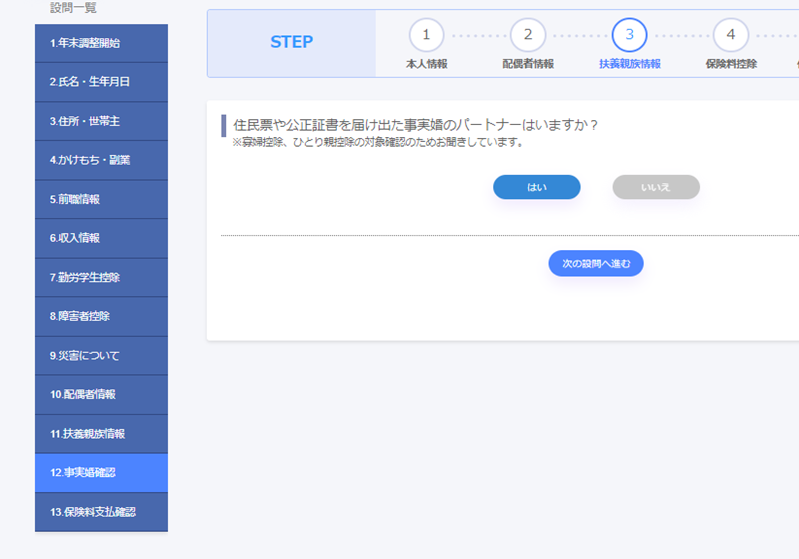 設問一覧
1.年末調整開始
2.氏名・生年月日
3.住所・世帯主
4.かけもち・副業
5.前職情報
6.収入情報
7.勤労学生控除
8.障害者控除
9.災害について
10.配偶者情報
11.扶養親族情報
12.事実婚確認
13.保険料支払確認
STEP
1
2
3
4
本人情報
配偶者情報
扶養親族情報
保険料控除
住民票や公正証書を届け出た事実婚のパートナーはいますか？
※寡婦控除、ひとり親控除の対象確認のためお聞きしています。
はい
いいえ
次の設問へ進む